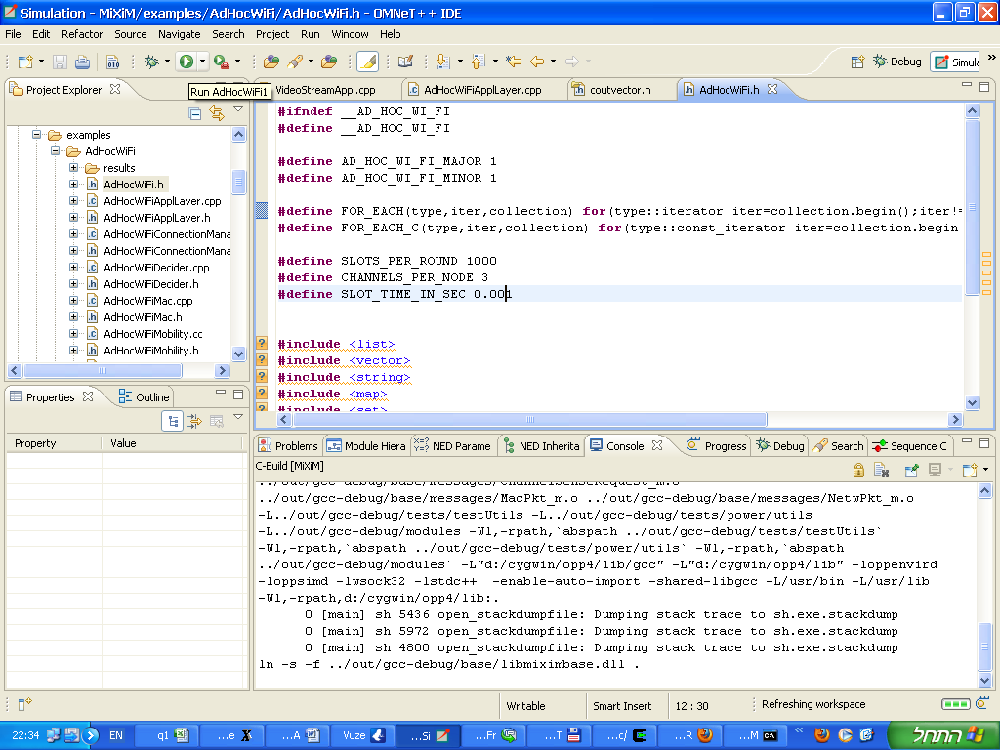 Simulation - MiXiM/examples/AdHocWiFi/AdHocWiFi.h - OMNeT++ IDE
File Edit Refactor Source Navigate Search Project Run Window Help
Debug Simula
Project Explorer
Run AdHocWiFi1
VideoStreamAppl.cpp AdHocWiFiApplLayer.cpp coutvector.h AdHocWiFi.h
examples
AdHocWiFi
results
AdHocWiFi.h
AdHocWiFiApplLayer.cpp
AdHocWiFiApplLayer.h
AdHocWiFiConnectionMana
AdHocWiFiConnectionMana
AdHocWiFiDecider.cpp
AdHocWiFiDecider.h
AdHocWiFiMac.cpp
AdHocWiFiMac.h
AdHocWiFiMobility.cc
AdHocWiFiMobility.h
#ifndef __AD_HOC_WI_FI
#define __AD_HOC_WI_FI
#define AD_HOC_WI_FI_MAJOR 1
#define AD_HOC_WI_FI_MINOR 1
#define FOR_EACH(type,iter,collection) for(type::iterator iter=collection.begin();iter!=
#define FOR_EACH_C(type,iter,collection) for(type::const_iterator iter=collection.begin
#define SLOTS_PER_ROUND 1000
#define CHANNELS_PER_NODE 3
#define SLOT_TIME_IN_SEC 0.001
#include <list>
#include <vector>
#include <string>
#include <map>
#include <set>
Properties Outline
Property Value
Problems Module Hiera NED Parame NED Inherita Console Progress Debug Search Sequence C
C-Build [MiXiM]
../out/gcc-debug/base/messages/ChannelSenseRequest_m.o
../out/gcc-debug/base/messages/MacPkt_m.o ../out/gcc-debug/base/messages/NetwPkt_m.o
-L../out/gcc-debug/tests/testUtils -L../out/gcc-debug/tests/power/utils
-L../out/gcc-debug/modules -Wl,-rpath,`abspath ../out/gcc-debug/tests/testUtils`
-Wl,-rpath,`abspath ../out/gcc-debug/tests/power/utils` -Wl,-rpath,`abspath
../out/gcc-debug/modules` -L"d:/cygwin/opp4/lib/gcc" -L"d:/cygwin/opp4/lib" -loppenvird
-loppsimd -lwsock32 -lstdc++  -enable-auto-import -shared-libgcc -L/usr/bin -L/usr/lib
-Wl,-rpath,d:/cygwin/opp4/lib:.
0 [main] sh 5436 open_stackdumpfile: Dumping stack trace to sh.exe.stackdump
0 [main] sh 5972 open_stackdumpfile: Dumping stack trace to sh.exe.stackdump
0 [main] sh 4800 open_stackdumpfile: Dumping stack trace to sh.exe.stackdump
ln -s -f ../out/gcc-debug/base/libmiximbase.dll .
Writable Smart Insert 12 : 30 Refreshing workspace
22:34 EN q1 ...e ...A Vuze ...Si ...Fr ...T ...c/ ...R ...M התחל